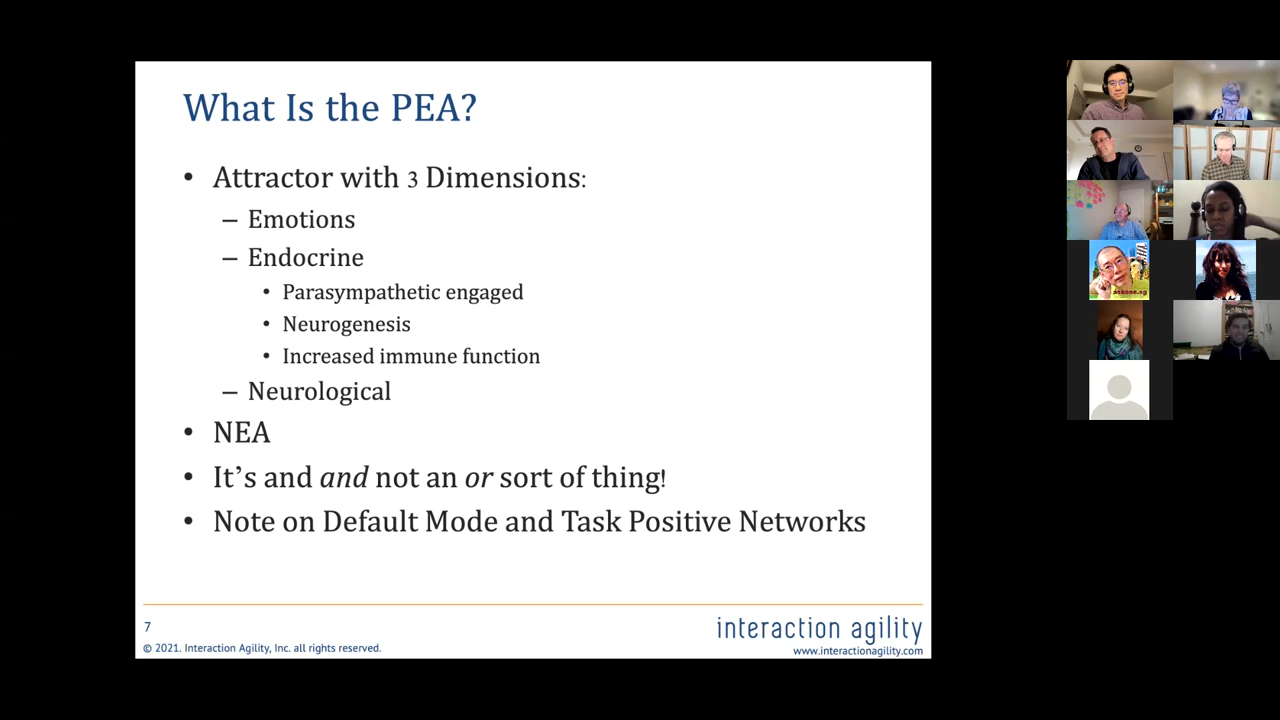 What Is the PEA?
• Attractor with 3 Dimensions:
– Emotions
– Endocrine
• Parasympathetic engaged
• Neurogenesis
• Increased immune function
– Neurological
• NEA
• It's and and not an or sort of thing!
• Note on Default Mode and Task Positive Networks
7
© 2021. Interaction Agility, Inc. all rights reserved.
interaction agility
www.interactionagility.com